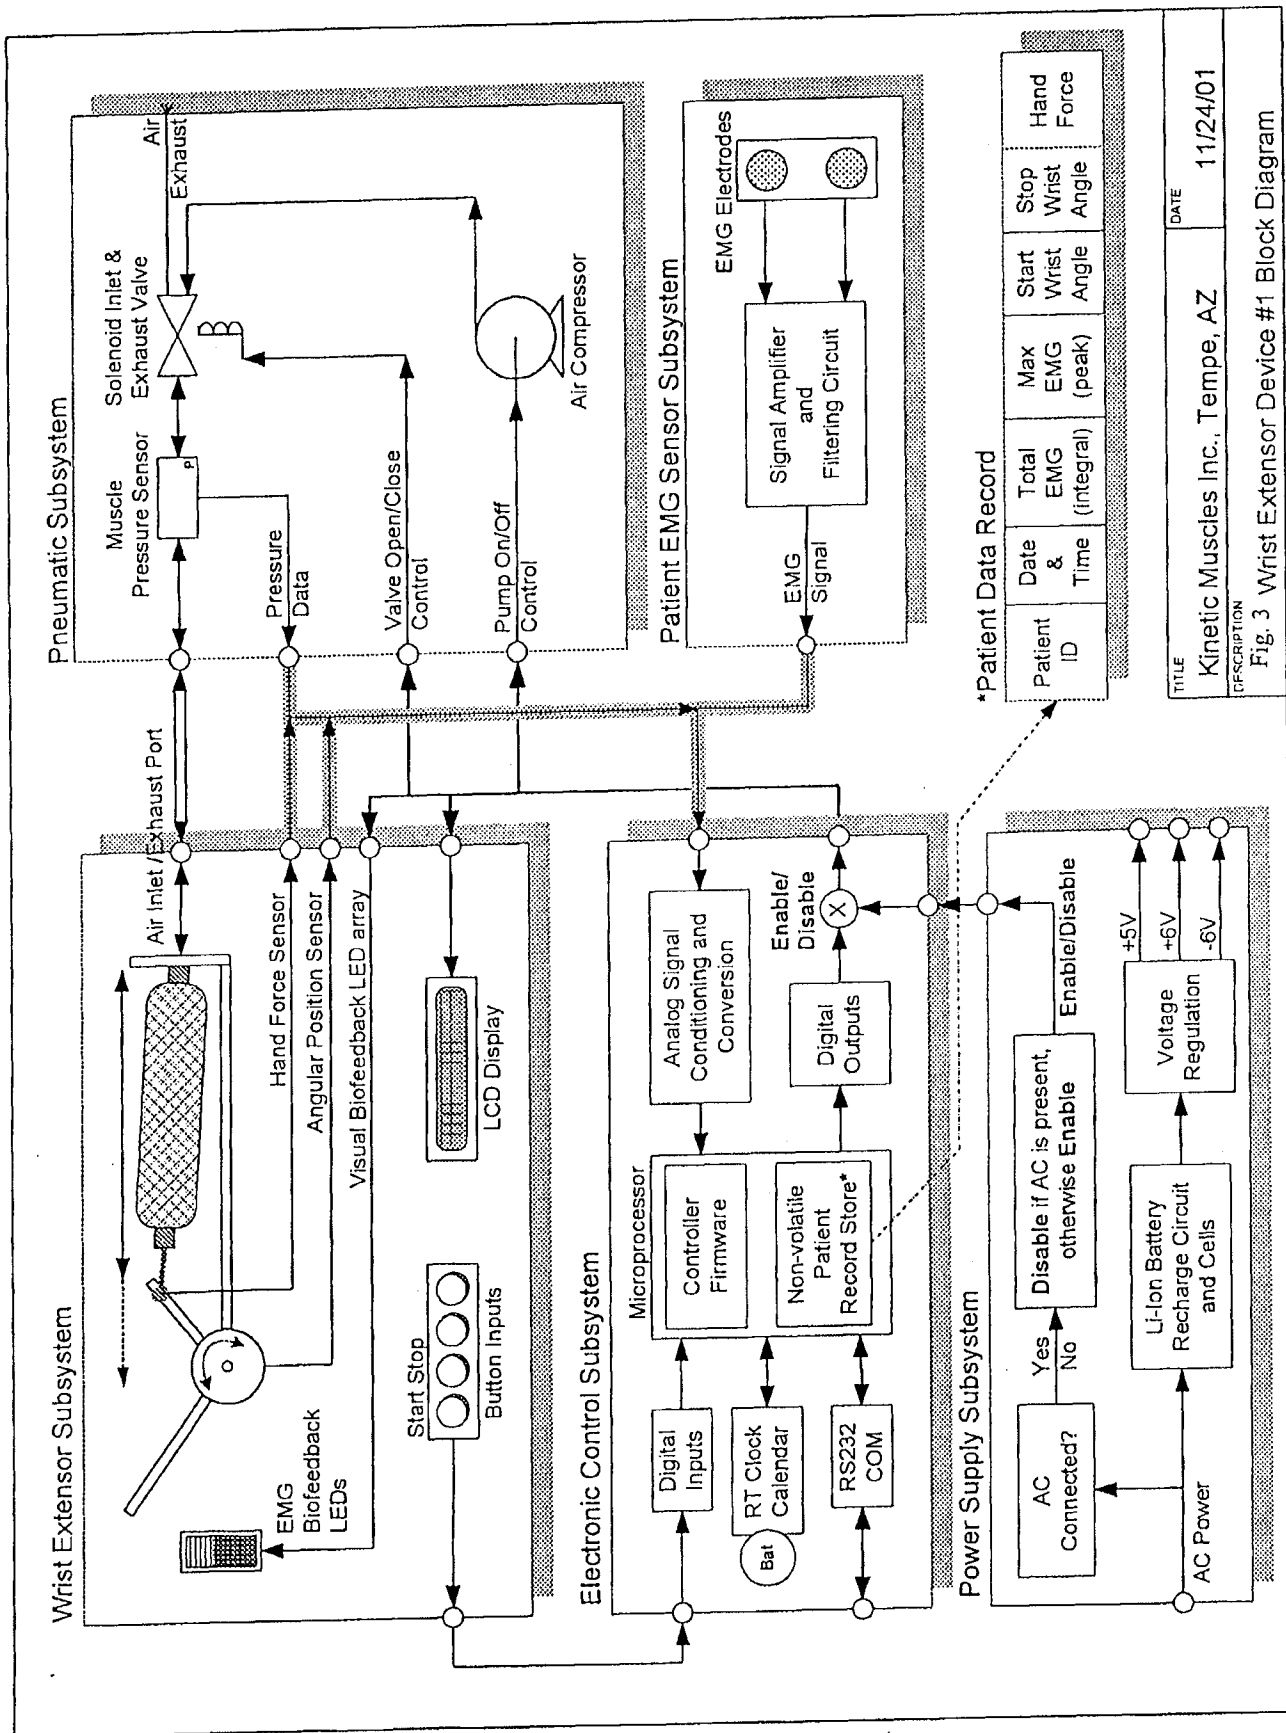 Wrist Extensor Subsystem
EMG
Biofeedback
LEDs
Air Inlet /Exhaust Port
Hand Force Sensor
Angular Position Sensor
Visual Biofeedback LED array
Start Stop
Button Inputs
LCD Display
Pneumatic Subsystem
Muscle
Pressure Sensor
P
Solenoid Inlet &
Exhaust Valve
Air
Exhaust
Pressure
Data
Valve Open/Close
Control
Pump On/Off
Control
Air Compressor
Patient EMG Sensor Subsystem
EMG
Signal
Signal Amplifier
and
Filtering Circuit
EMG Electrodes
Electronic Control Subsystem
Digital
Inputs
Bat
RT Clock
Calendar
RS232
COM
Microprocessor
Controller
Firmware
Non-volatile
Patient
Record Store*
Analog Signal
Conditioning and
Conversion
Digital
Outputs
Enable/
Disable
X
Power Supply Subsystem
AC
Connected?
Yes
No
Disable if AC is present,
otherwise Enable
Enable/Disable
AC Power
Li-Ion Battery
Recharge Circuit
and Cells
Voltage
Regulation
+5V
+6V
-6V
*Patient Data Record
Patient
ID
Date
&
Time
Total
EMG
(integral)
Max
EMG
(peak)
Start
Wrist
Angle
Stop
Wrist
Angle
Hand
Force
TITLE
Kinetic Muscles Inc., Tempe, AZ
DATE
11/24/01
DESCRIPTION
Fig. 3 Wrist Extensor Device #1 Block Diagram